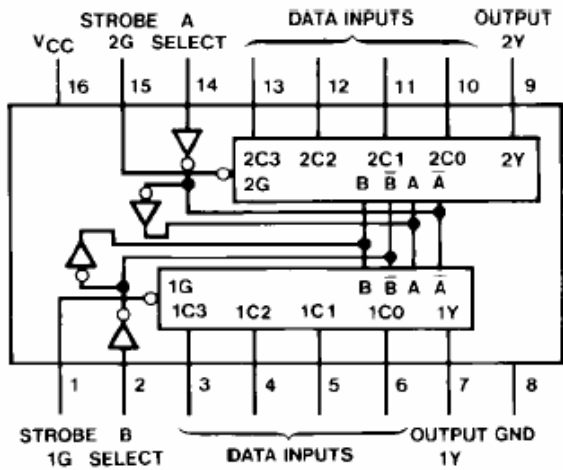 STROBE A DATA INPUTS OUTPUT
VCC 2G SELECT 2Y
16 15 14 13 12 11 10 9
2C3 2C2 2C1 2C0 2Y
2G B B̅ A A̅
1G B B̅ A A̅
1C3 1C2 1C1 1C0 1Y
1 2 3 4 5 6 7 8
STROBE B DATA INPUTS OUTPUT GND
1G SELECT 1Y